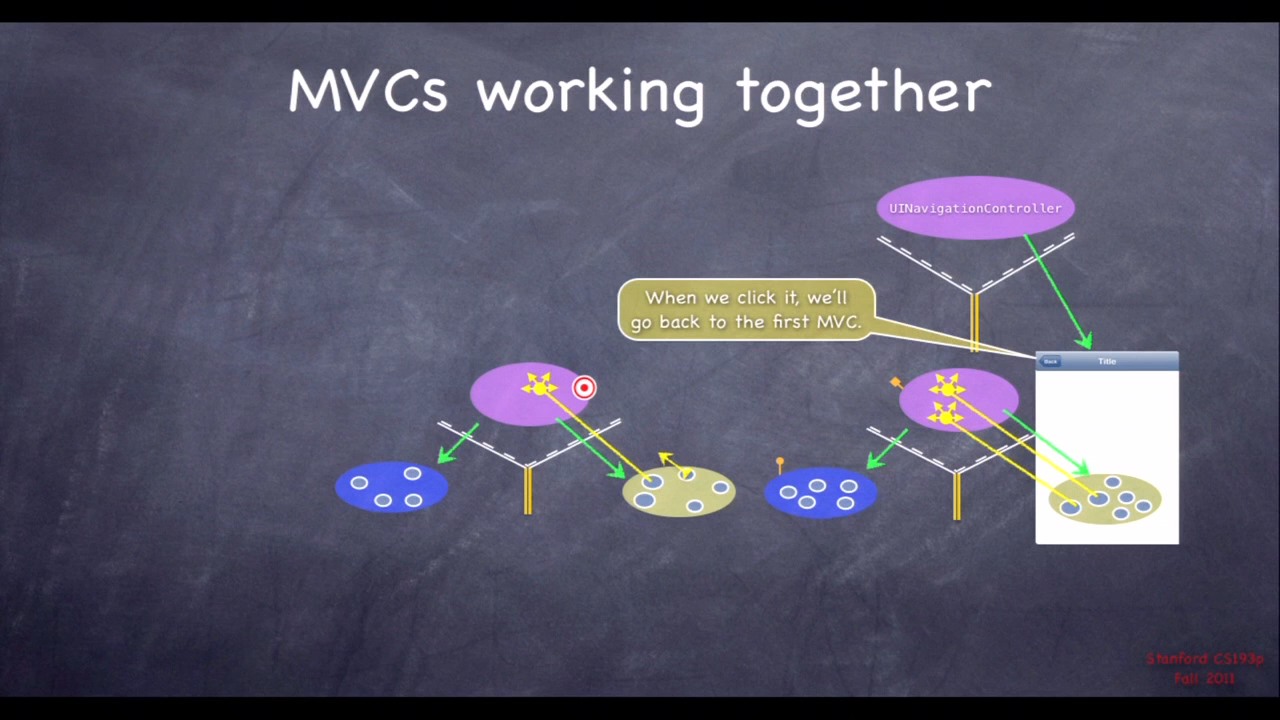 MVCs working together
UINavigationController
When we click it, we'll
go back to the first MVC.
Back
Title
Stanford CS193p
Fall 2011